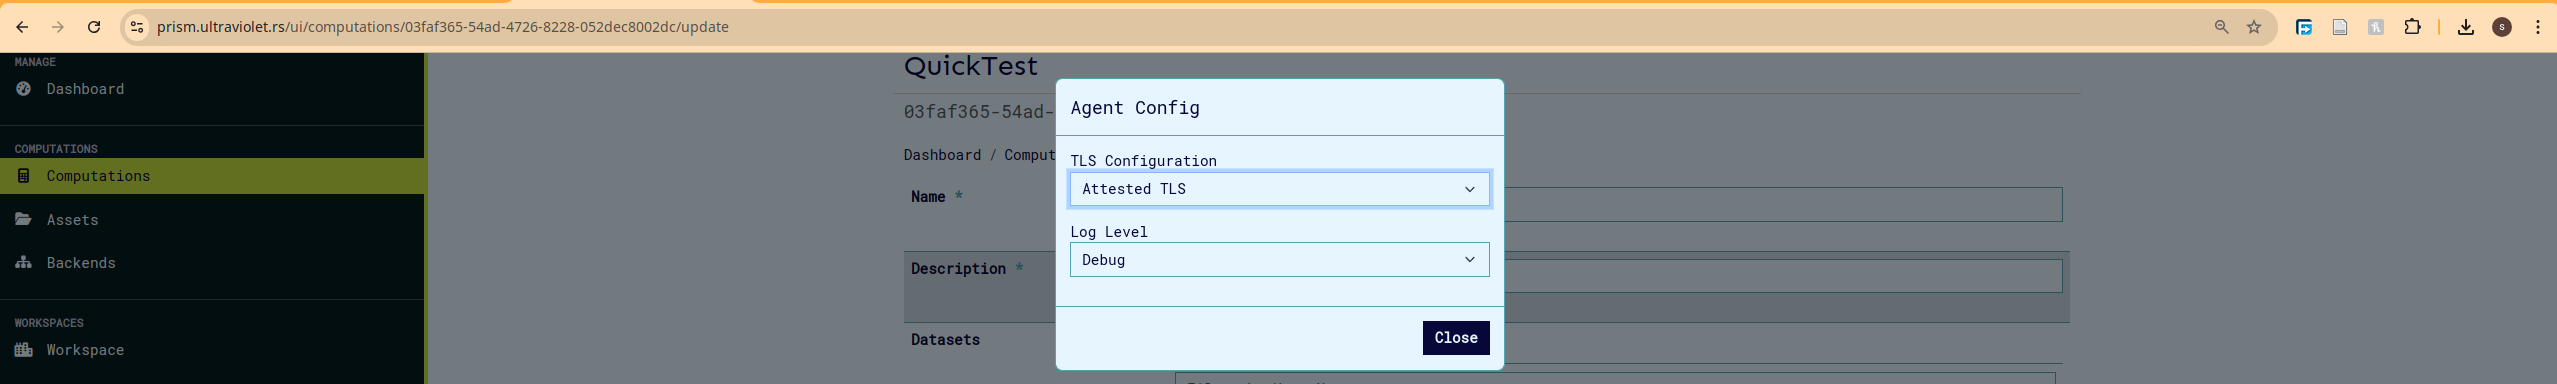 prism.ultraviolet.rs/ui/computations/03faf365-54ad-4726-8228-052dec8002dc/update
S
MANAGE
Dashboard
COMPUTATIONS
Computations
Assets
Backends
WORKSPACES
Workspace
QuickTest
03faf365-54ad-
Dashboard / Comput
Name *
Description *
Datasets
Agent Config
TLS Configuration
Attested TLS
Log Level
Debug
Close